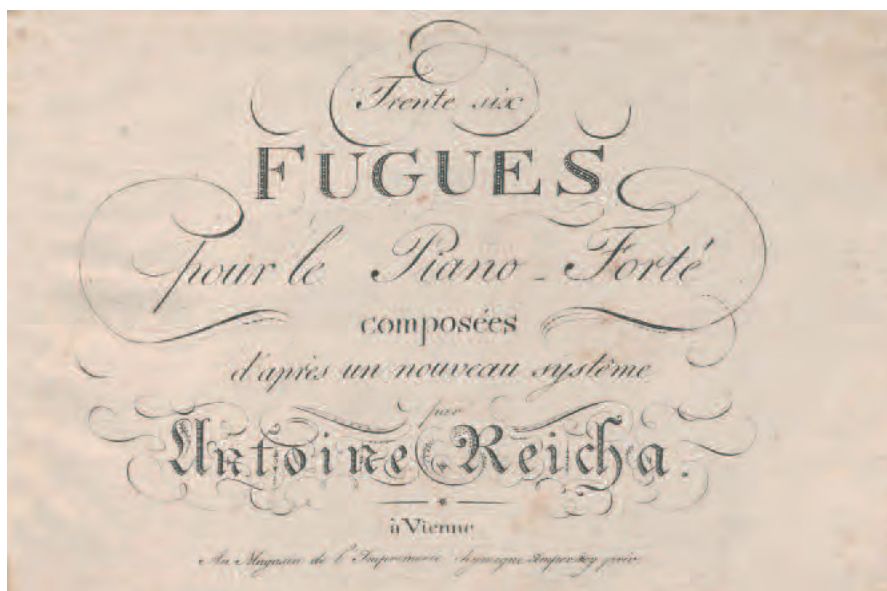 Trente six
FUGUES
pour le Piano-Forté
composées
d'après un nouveau système
par
Antoine Reicha.
à Vienne
Au Magasin de l'Imprimerie chymique